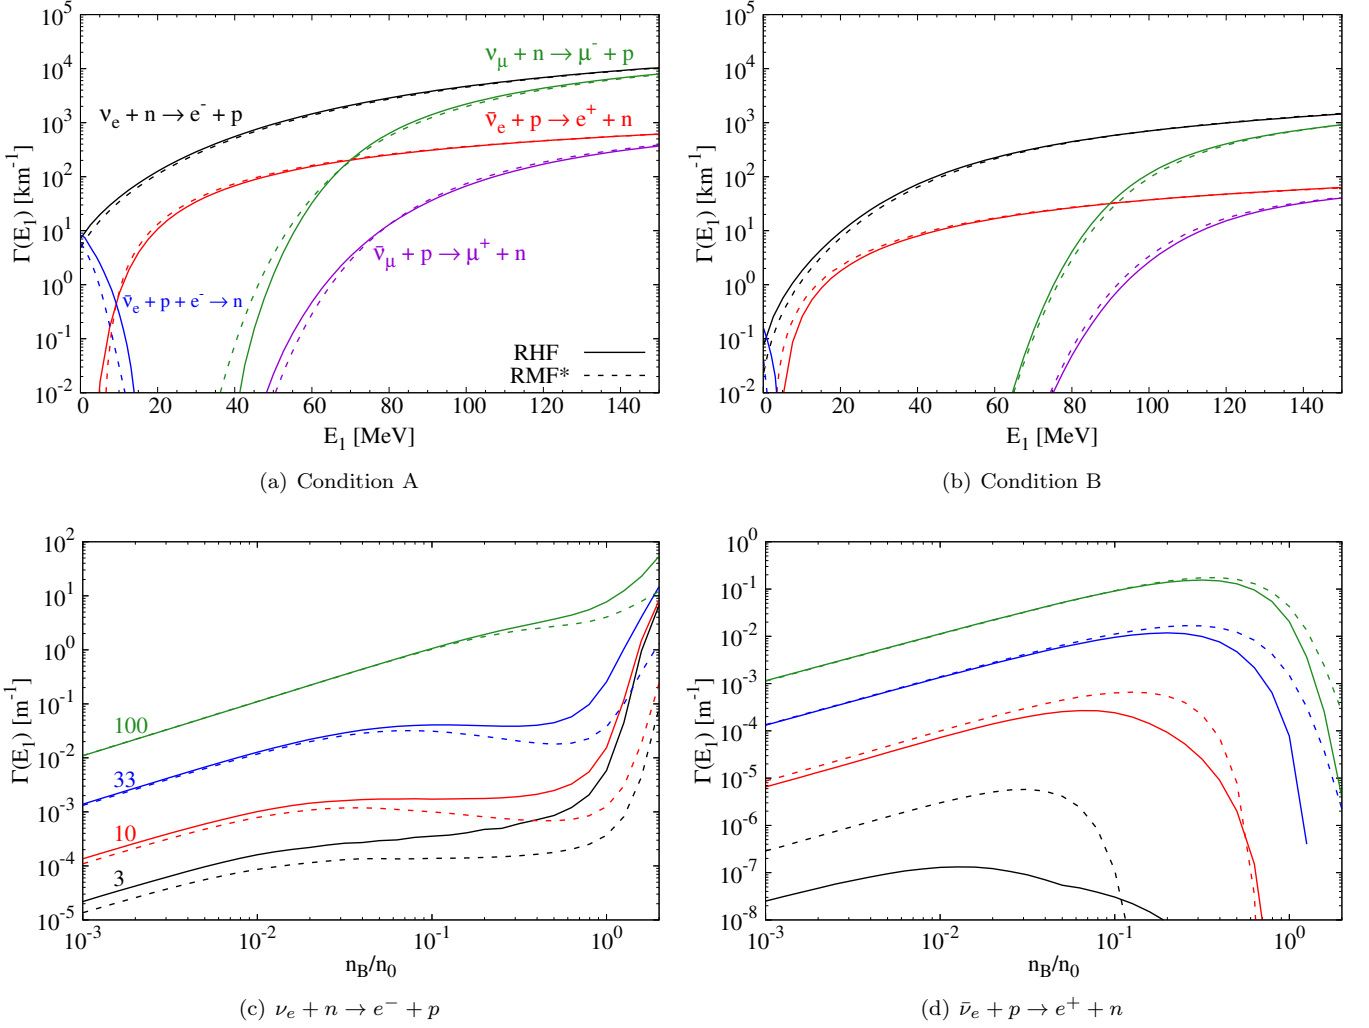 10^5
10^4
10^3
10^2
10^1
10^0
10^-1
10^-2
Γ(E_1) [km^-1]
ν_μ + n → μ^- + p
ν_e + n → e^- + p
ν̄_e + p → e^+ + n
ν̄_μ + p → μ^+ + n
ν̄_e + p + e^- → n
RHF
RMF*
0 20 40 60 80 100 120 140
E_1 [MeV]
(a) Condition A
10^5
10^4
10^3
10^2
10^1
10^0
10^-1
10^-2
Γ(E_1) [km^-1]
0 20 40 60 80 100 120 140
E_1 [MeV]
(b) Condition B
10^2
10^1
10^0
10^-1
10^-2
10^-3
10^-4
10^-5
Γ(E_1) [m^-1]
100
33
10
3
10^-3 10^-2 10^-1 10^0
n_B/n_0
(c) ν_e + n → e^− + p
10^0
10^-1
10^-2
10^-3
10^-4
10^-5
10^-6
10^-7
10^-8
Γ(E_1) [m^-1]
10^-3 10^-2 10^-1 10^0
n_B/n_0
(d) ν̄_e + p → e^+ + n